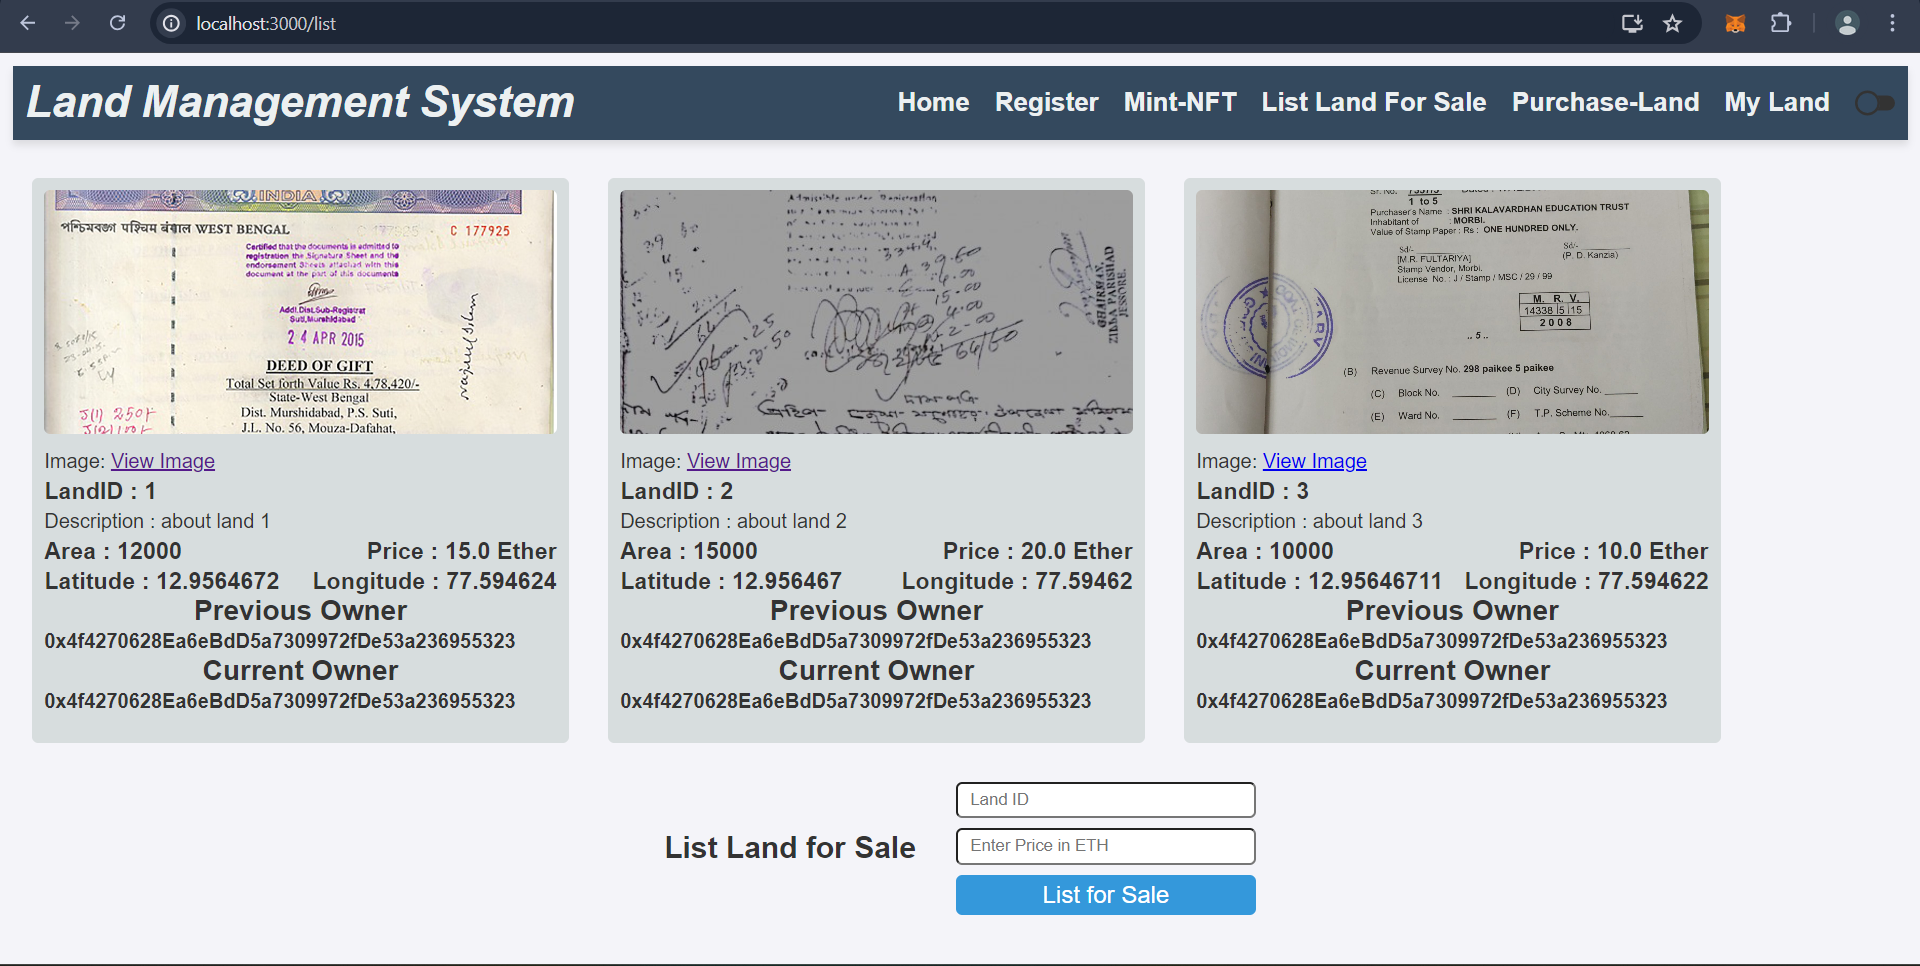 localhost:3000/list
Land Management System
Home Register Mint-NFT List Land For Sale Purchase-Land My Land
INDIA
পশ্চিমবঙ্গ पश्चिम बंगाल WEST BENGAL
C 177925
Certified that the documents is admitted to
registration the Signature Sheet and the
endorsement Sheets attached with this
document at the part of this documents
Addl.Dist.Sub-Registrar
Suti,Murshidabad
24 APR 2015
DEED OF GIFT
Total Set forth Value Rs. 4,78,420/-
State-West Bengal
Dist. Murshidabad, P.S. Suti,
J.L. No. 56, Mouza-Dafahat,
Image: View Image
LandID : 1
Description : about land 1
Area : 12000 Price : 15.0 Ether
Latitude : 12.9564672 Longitude : 77.594624
Previous Owner
0x4f4270628Ea6eBdD5a7309972fDe53a236955323
Current Owner
0x4f4270628Ea6eBdD5a7309972fDe53a236955323
Admissible under Registration
CHAIRMAN,
ZILLA PARISHAD
JESSORE.
Image: View Image
LandID : 2
Description : about land 2
Area : 15000 Price : 20.0 Ether
Latitude : 12.956467 Longitude : 77.59462
Previous Owner
0x4f4270628Ea6eBdD5a7309972fDe53a236955323
Current Owner
0x4f4270628Ea6eBdD5a7309972fDe53a236955323
1 to 5
Purchaser's Name : SHRI KALAVARDHAN EDUCATION TRUST
Inhabitant of : MORBI.
Value of Stamp Paper : Rs : ONE HUNDRED ONLY.
Sd/- Sd/-
[M.R. FULTARIYA] (P. D. Kanzia)
Stamp Vendor, Morbi.
License No. : J / Stamp / MSC / 29 / 99
M. R. V.
14338 5 15
2008
.. 5 ..
(B) Revenue Survey No. 298 paikee 5 paikee
(C) Block No. (D) City Survey No.
(E) Ward No. (F) T.P. Scheme No.
Image: View Image
LandID : 3
Description : about land 3
Area : 10000 Price : 10.0 Ether
Latitude : 12.95646711 Longitude : 77.594622
Previous Owner
0x4f4270628Ea6eBdD5a7309972fDe53a236955323
Current Owner
0x4f4270628Ea6eBdD5a7309972fDe53a236955323
List Land for Sale
Land ID
Enter Price in ETH
List for Sale